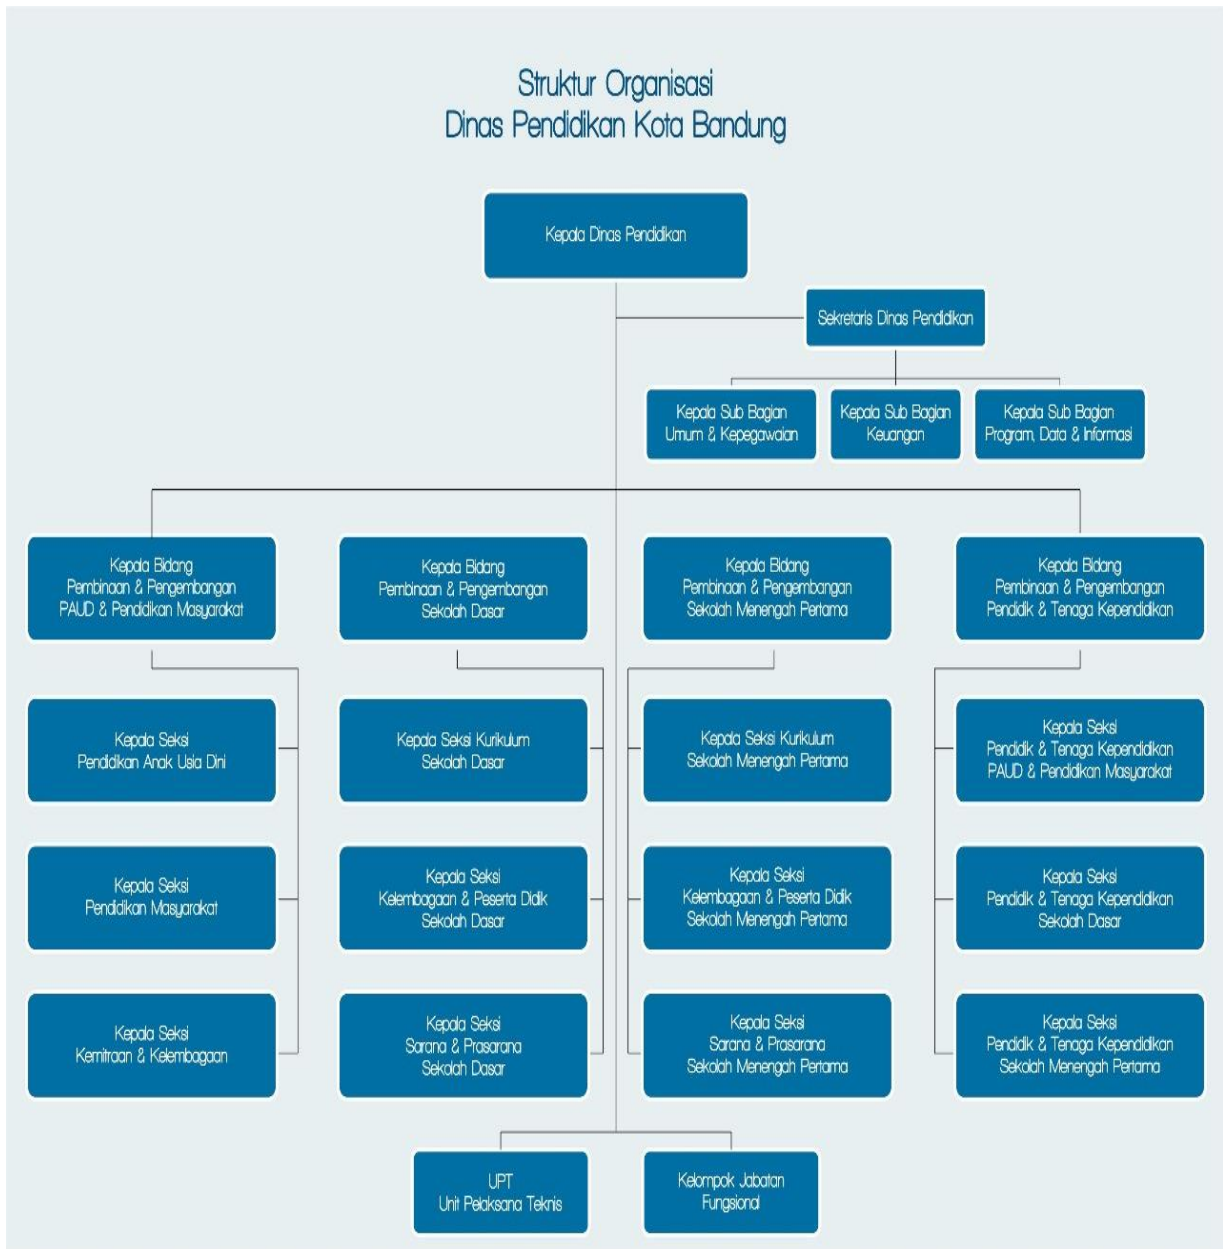 Struktur Organisasi
Dinas Pendidikan Kota Bandung
Kepala Dinas Pendidikan
Sekretaris Dinas Pendidikan
Kepala Sub Bagian
Umum & Kepegawaian
Kepala Sub Bagian
Keuangan
Kepala Sub Bagian
Program, Data & Informasi
Kepala Bidang
Pembinaan & Pengembangan
PAUD & Pendidikan Masyarakat
Kepala Bidang
Pembinaan & Pengembangan
Sekolah Dasar
Kepala Bidang
Pembinaan & Pengembangan
Sekolah Menengah Pertama
Kepala Bidang
Pembinaan & Pengembangan
Pendidik & Tenaga Kependidikan
Kepala Seksi
Pendidikan Anak Usia Dini
Kepala Seksi Kurikulum
Sekolah Dasar
Kepala Seksi Kurikulum
Sekolah Menengah Pertama
Kepala Seksi
Pendidik & Tenaga Kependidikan
PAUD & Pendidikan Masyarakat
Kepala Seksi
Pendidikan Masyarakat
Kepala Seksi
Kelembagaan & Peserta Didik
Sekolah Dasar
Kepala Seksi
Kelembagaan & Peserta Didik
Sekolah Menengah Pertama
Kepala Seksi
Pendidik & Tenaga Kependidikan
Sekolah Dasar
Kepala Seksi
Kemitraan & Kelembagaan
Kepala Seksi
Sarana & Prasarana
Sekolah Dasar
Kepala Seksi
Sarana & Prasarana
Sekolah Menengah Pertama
Kepala Seksi
Pendidik & Tenaga Kependidikan
Sekolah Menengah Pertama
UPT
Unit Pelaksana Teknis
Kelompok Jabatan
Fungsional